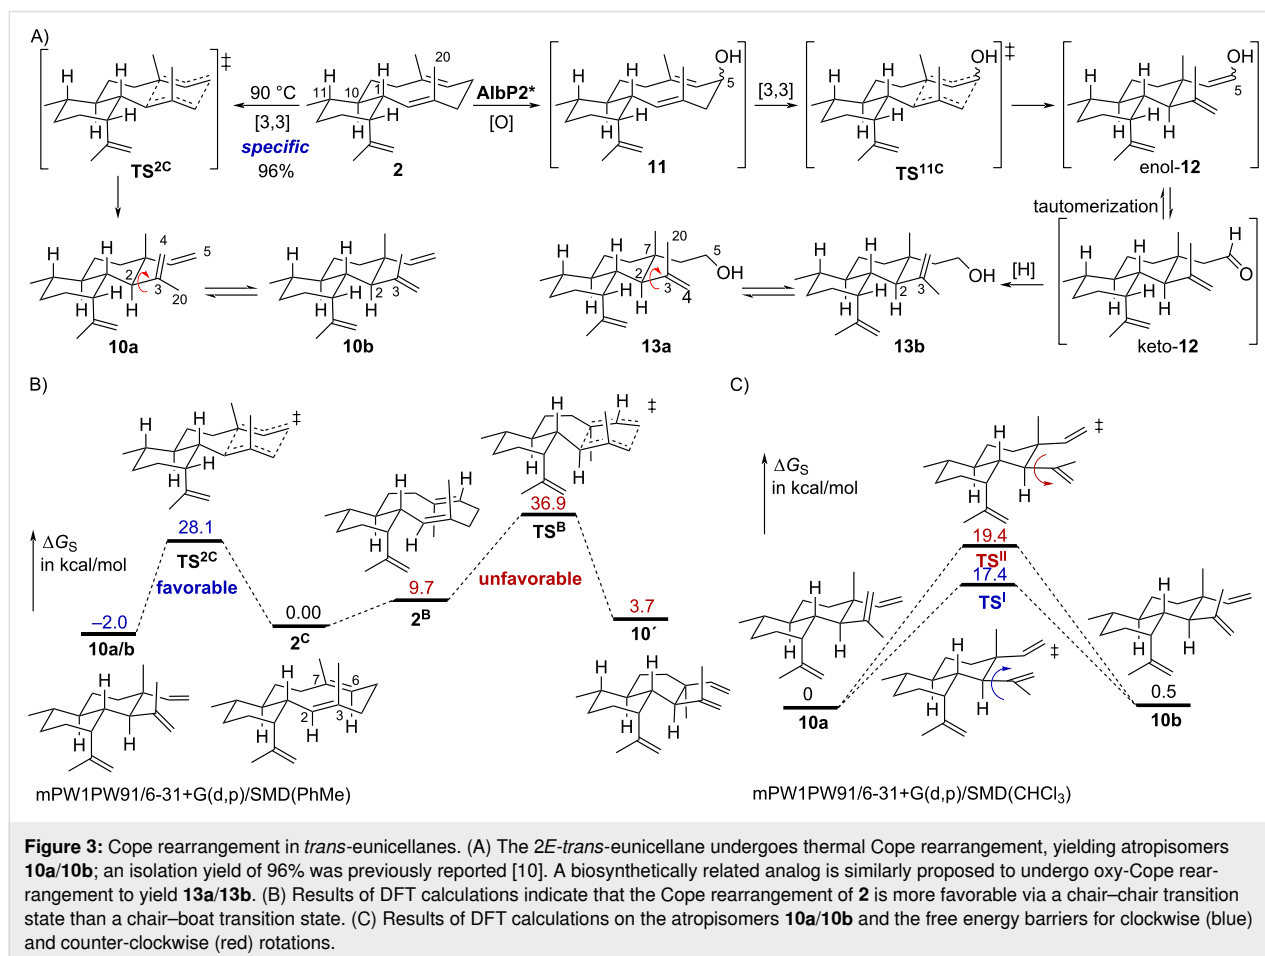 A)
‡
H
H
11
10
1
20
H
H
TS2C
90 °C
[3,3]
specific
96%
2
AlbP2*
[O]
OH
5
H
H
H
H
11
[3,3]
‡
OH
H
H
H
H
TS11C
OH
5
H
H
H
H
enol-12
tautomerization
H
H
4
5
2
3
20
H
H
10a
H
H
2
3
H
H
10b
H
H
7
20
5
OH
2
3
4
H
H
13a
H
H
OH
2
3
H
H
13b
[H]
H
O
H
H
H
H
keto-12
B)
‡
H
H
H
H
28.1
TS2C
favorable
ΔGS
in kcal/mol
–2.0
10a/b
0.00
2C
9.7
2B
H
H
H
‡
H
H
H
H
36.9
TSB
unfavorable
3.7
10´
H
H
H
H
H
H
7
6
2
3
H
H
H
H
H
H
H
mPW1PW91/6-31+G(d,p)/SMD(PhMe)
C)
ΔGS
in kcal/mol
‡
H
H
H
19.4
TSII
17.4
TSI
H
H
H
0
10a
‡
H
H
H
H
H
H
0.5
10b
mPW1PW91/6-31+G(d,p)/SMD(CHCl3)
Figure 3: Cope rearrangement in trans-eunicellanes. (A) The 2E-trans-eunicellane undergoes thermal Cope rearrangement, yielding atropisomers
10a/10b; an isolation yield of 96% was previously reported [10]. A biosynthetically related analog is similarly proposed to undergo oxy-Cope rear-
rangement to yield 13a/13b. (B) Results of DFT calculations indicate that the Cope rearrangement of 2 is more favorable via a chair–chair transition
state than a chair–boat transition state. (C) Results of DFT calculations on the atropisomers 10a/10b and the free energy barriers for clockwise (blue)
and counter-clockwise (red) rotations.